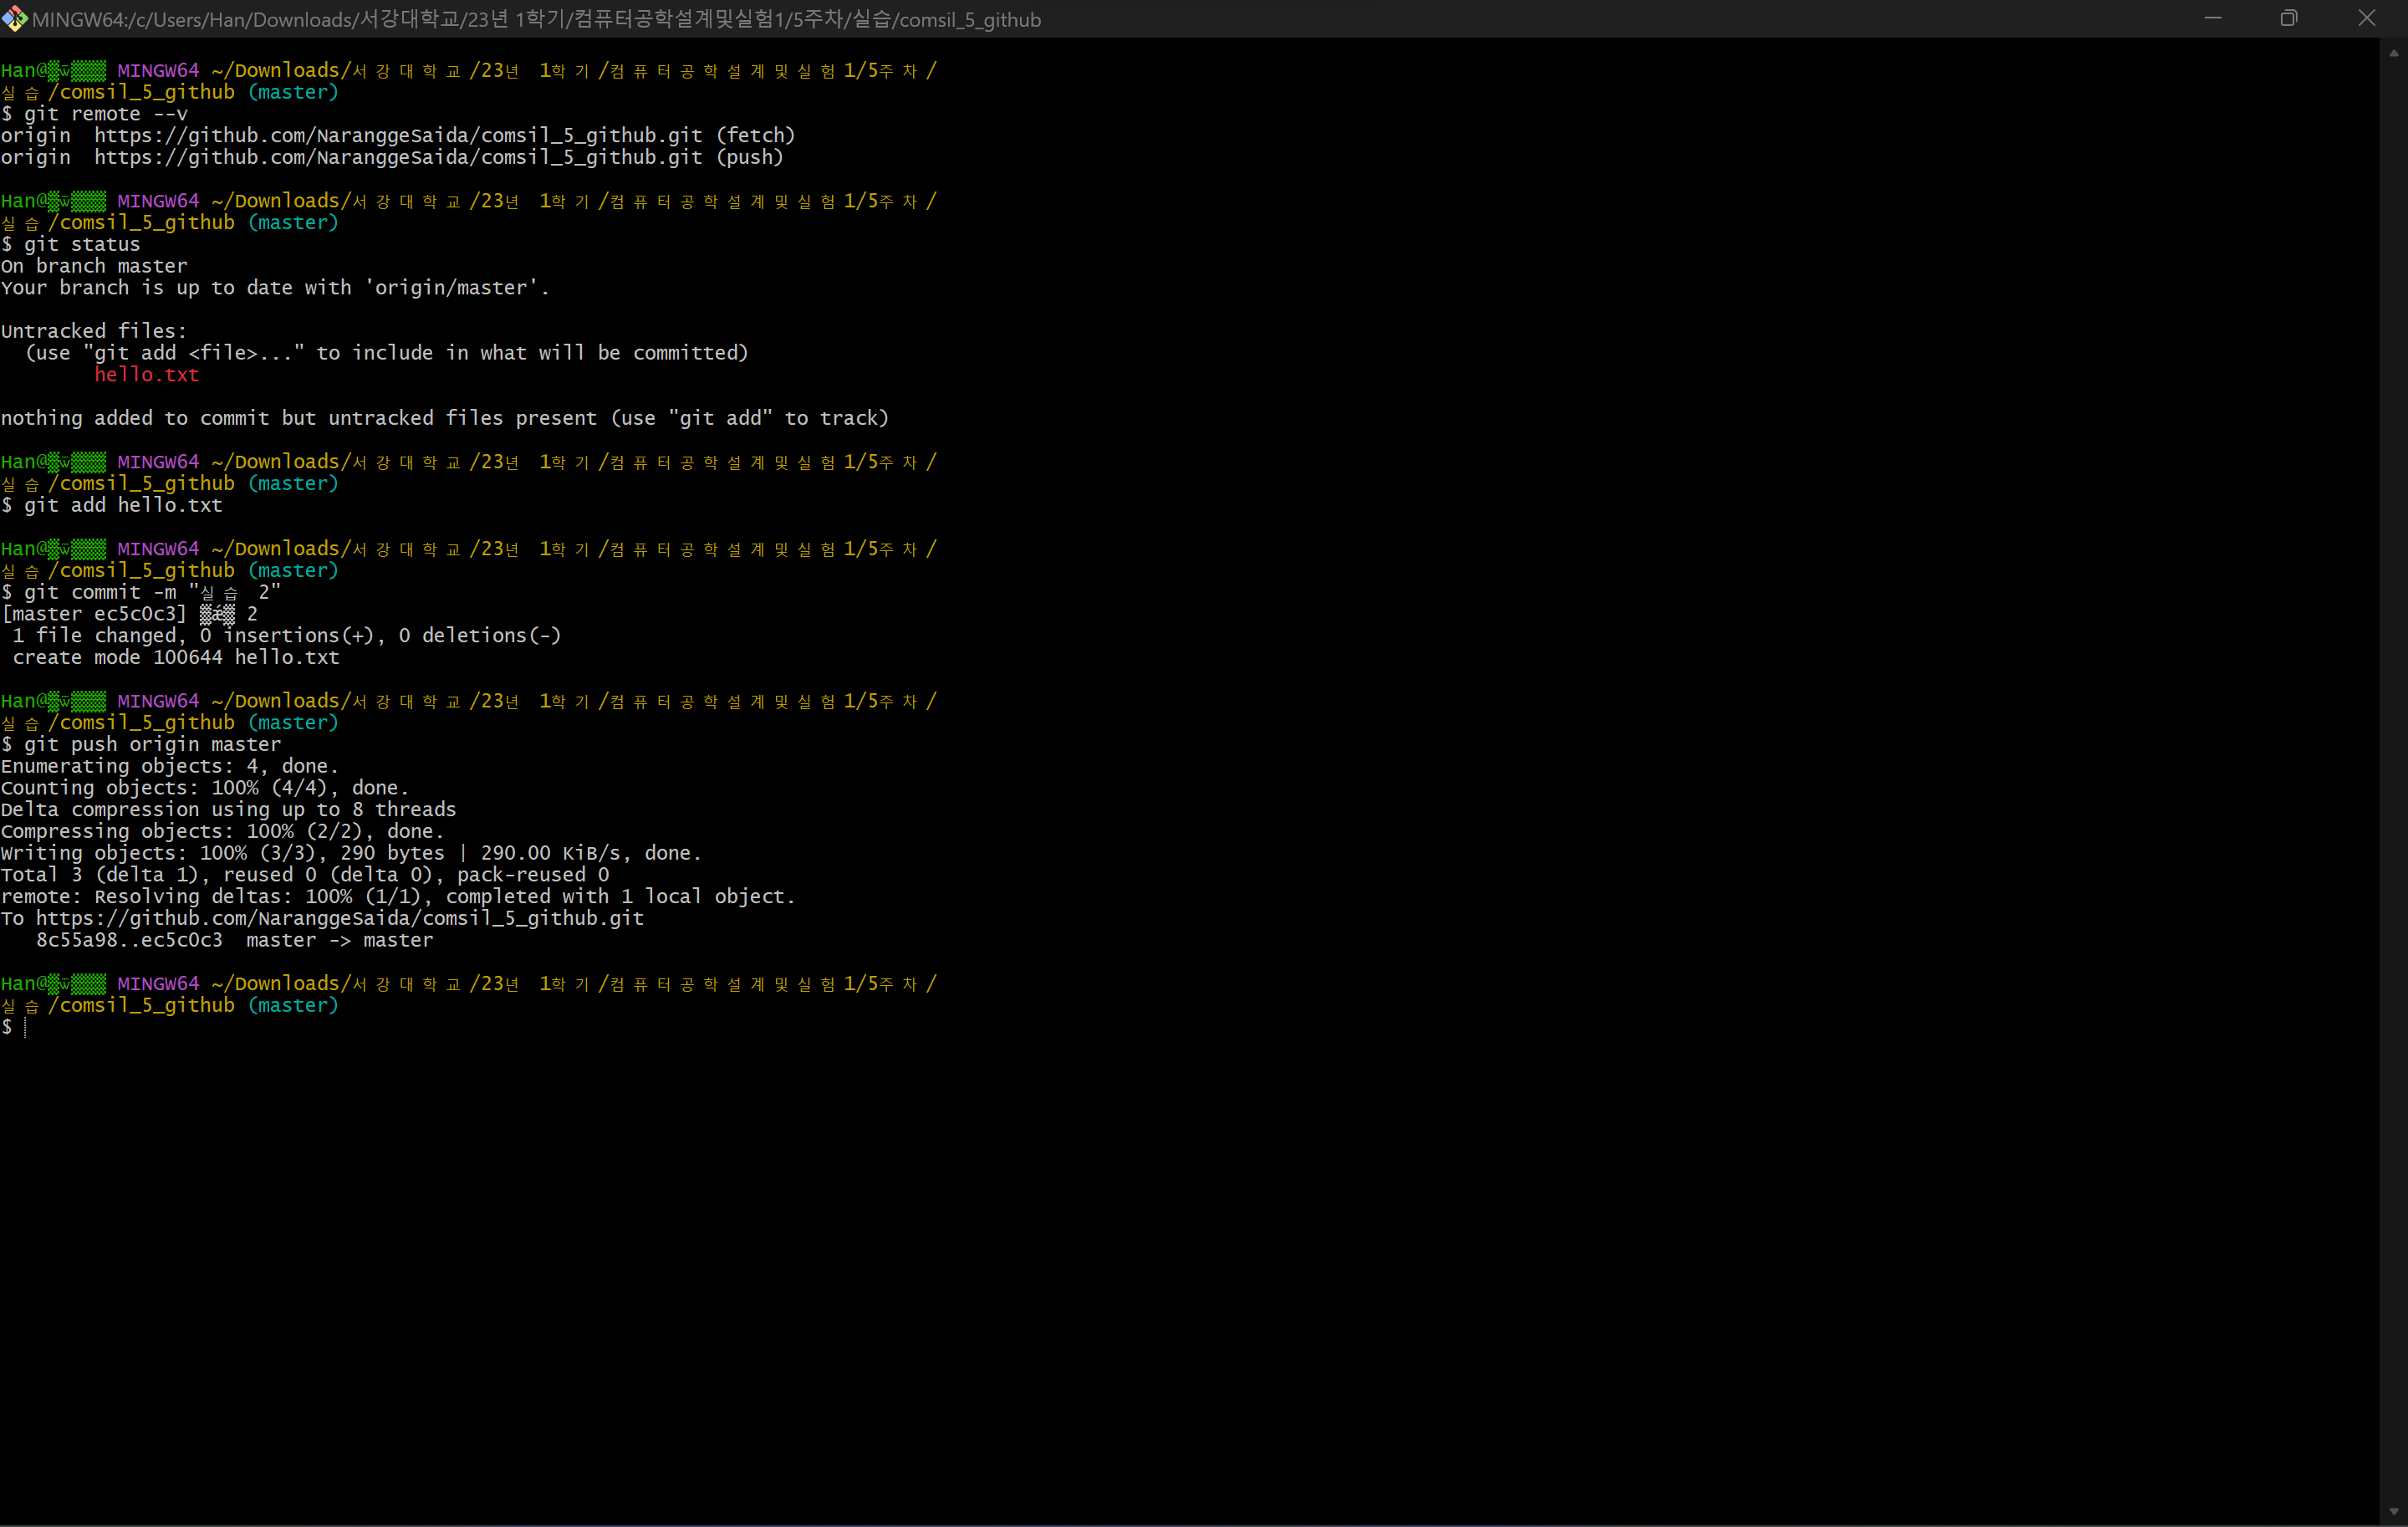 MINGW64:/c/Users/Han/Downloads/서강대학교/23년 1학기/컴퓨터공학설계및실험1/5주차/실습/comsil_5_github
Han@ MINGW64 ~/Downloads/서강대학교/23년 1학기/컴퓨터공학설계및실험1/5주차/
실습/comsil_5_github (master)
$ git remote --v
origin  https://github.com/NaranggeSaida/comsil_5_github.git (fetch)
origin  https://github.com/NaranggeSaida/comsil_5_github.git (push)
Han@ MINGW64 ~/Downloads/서강대학교/23년 1학기/컴퓨터공학설계및실험1/5주차/
실습/comsil_5_github (master)
$ git status
On branch master
Your branch is up to date with 'origin/master'.
Untracked files:
  (use "git add <file>..." to include in what will be committed)
        hello.txt
nothing added to commit but untracked files present (use "git add" to track)
Han@ MINGW64 ~/Downloads/서강대학교/23년 1학기/컴퓨터공학설계및실험1/5주차/
실습/comsil_5_github (master)
$ git add hello.txt
Han@ MINGW64 ~/Downloads/서강대학교/23년 1학기/컴퓨터공학설계및실험1/5주차/
실습/comsil_5_github (master)
$ git commit -m "실습 2"
[master ec5c0c3] 2
 1 file changed, 0 insertions(+), 0 deletions(-)
 create mode 100644 hello.txt
Han@ MINGW64 ~/Downloads/서강대학교/23년 1학기/컴퓨터공학설계및실험1/5주차/
실습/comsil_5_github (master)
$ git push origin master
Enumerating objects: 4, done.
Counting objects: 100% (4/4), done.
Delta compression using up to 8 threads
Compressing objects: 100% (2/2), done.
Writing objects: 100% (3/3), 290 bytes | 290.00 KiB/s, done.
Total 3 (delta 1), reused 0 (delta 0), pack-reused 0
remote: Resolving deltas: 100% (1/1), completed with 1 local object.
To https://github.com/NaranggeSaida/comsil_5_github.git
   8c55a98..ec5c0c3  master -> master
Han@ MINGW64 ~/Downloads/서강대학교/23년 1학기/컴퓨터공학설계및실험1/5주차/
실습/comsil_5_github (master)
$